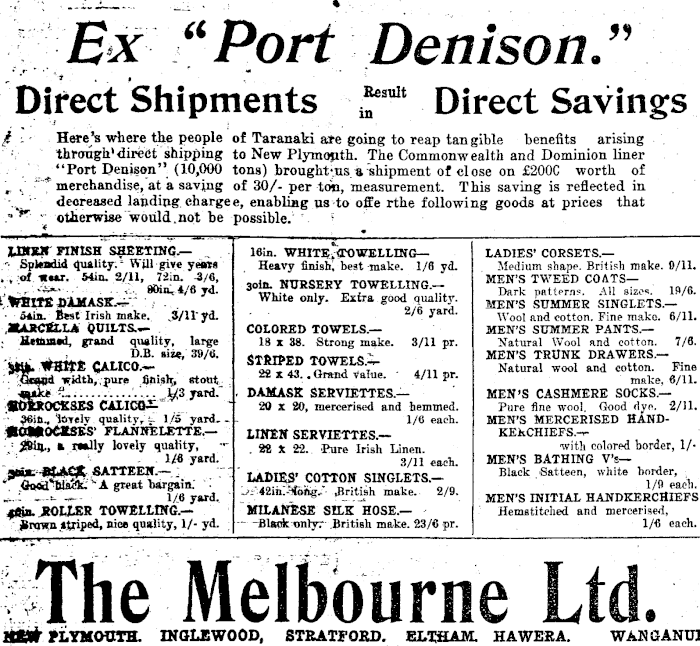 Ex "Port Denison."
Direct Shipments Result in Direct Savings
Here's where the people of Taranaki are going to reap tangible benefits arising
through direct shipping to New Plymouth. The Commonwealth and Dominion liner
"Port Denison" (10,000 tons) brought us a shipment of close on £200C worth of
merchandise, at a saving of 30/- per ton, measurement. This saving is reflected in
decreased landing charges, enabling us to offe rthe following goods at prices that
otherwise would not be possible.
LINEN FINISH SHEETING.—
Splendid quality. Will give years
of wear. 54in. 2/11, 72in. 3/6,
80in. 4/6 yd.
WHITE DAMASK.—
54in. Best Irish make. 3/11 yd.
MARCELLA QUILTS.—
Hemmed, grand quality, large
D.B. size, 39/6.
WHITE CALICO.—
Grand width, pure finish, stout
make 1/3 yard.
HORROCKSES CALICO.—
36in., lovely quality, 1/5 yard.
HORROCKSES' FLANNELETTE.—
29in., a really lovely quality,
1/6 yard.
BLACK SATTEEN.—
Good black. A great bargain.
1/6 yard.
ROLLER TOWELLING.—
Brown striped, nice quality, 1/- yd.
16in. WHITE TOWELLING—
Heavy finish, best make. 1/6 yd.
30in. NURSERY TOWELLING.—
White only. Extra good quality.
2/6 yard.
COLORED TOWELS.—
18 x 38. Strong make. 3/11 pr.
STRIPED TOWELS.—
22 x 43. Grand value. 4/11 pr.
DAMASK SERVIETTES.—
20 x 20, mercerised and hemmed.
1/6 each.
LINEN SERVIETTES.—
22 x 22. Pure Irish Linen.
3/11 each.
LADIES' COTTON SINGLETS.—
42in. long. British make. 2/9.
MILANESE SILK HOSE.—
Black only. British make. 23/6 pr.
LADIES' CORSETS.—
Medium shape. British make. 9/11.
MEN'S TWEED COATS—
Dark patterns. All sizes. 19/6.
MEN'S SUMMER SINGLETS.—
Wool and cotton. Fine make. 6/11.
MEN'S SUMMER PANTS.—
Natural Wool and cotton. 7/6.
MEN'S TRUNK DRAWERS.—
Natural wool and cotton. Fine
make, 6/11.
MEN'S CASHMERE SOCKS.—
Pure fine wool. Good dye. 2/11.
MEN'S MERCERISED HAND-
KERCHIEFS.—
with colored border, 1/-
MEN'S BATHING V's—
Black Satteen, white border,
1/9 each.
MEN'S INITIAL HANDKERCHIEFS
Hemstitched and mercerised,
1/6 each.
The Melbourne Ltd.
NEW PLYMOUTH. INGLEWOOD, STRATFORD. ELTHAM. HAWERA. WANGANUI